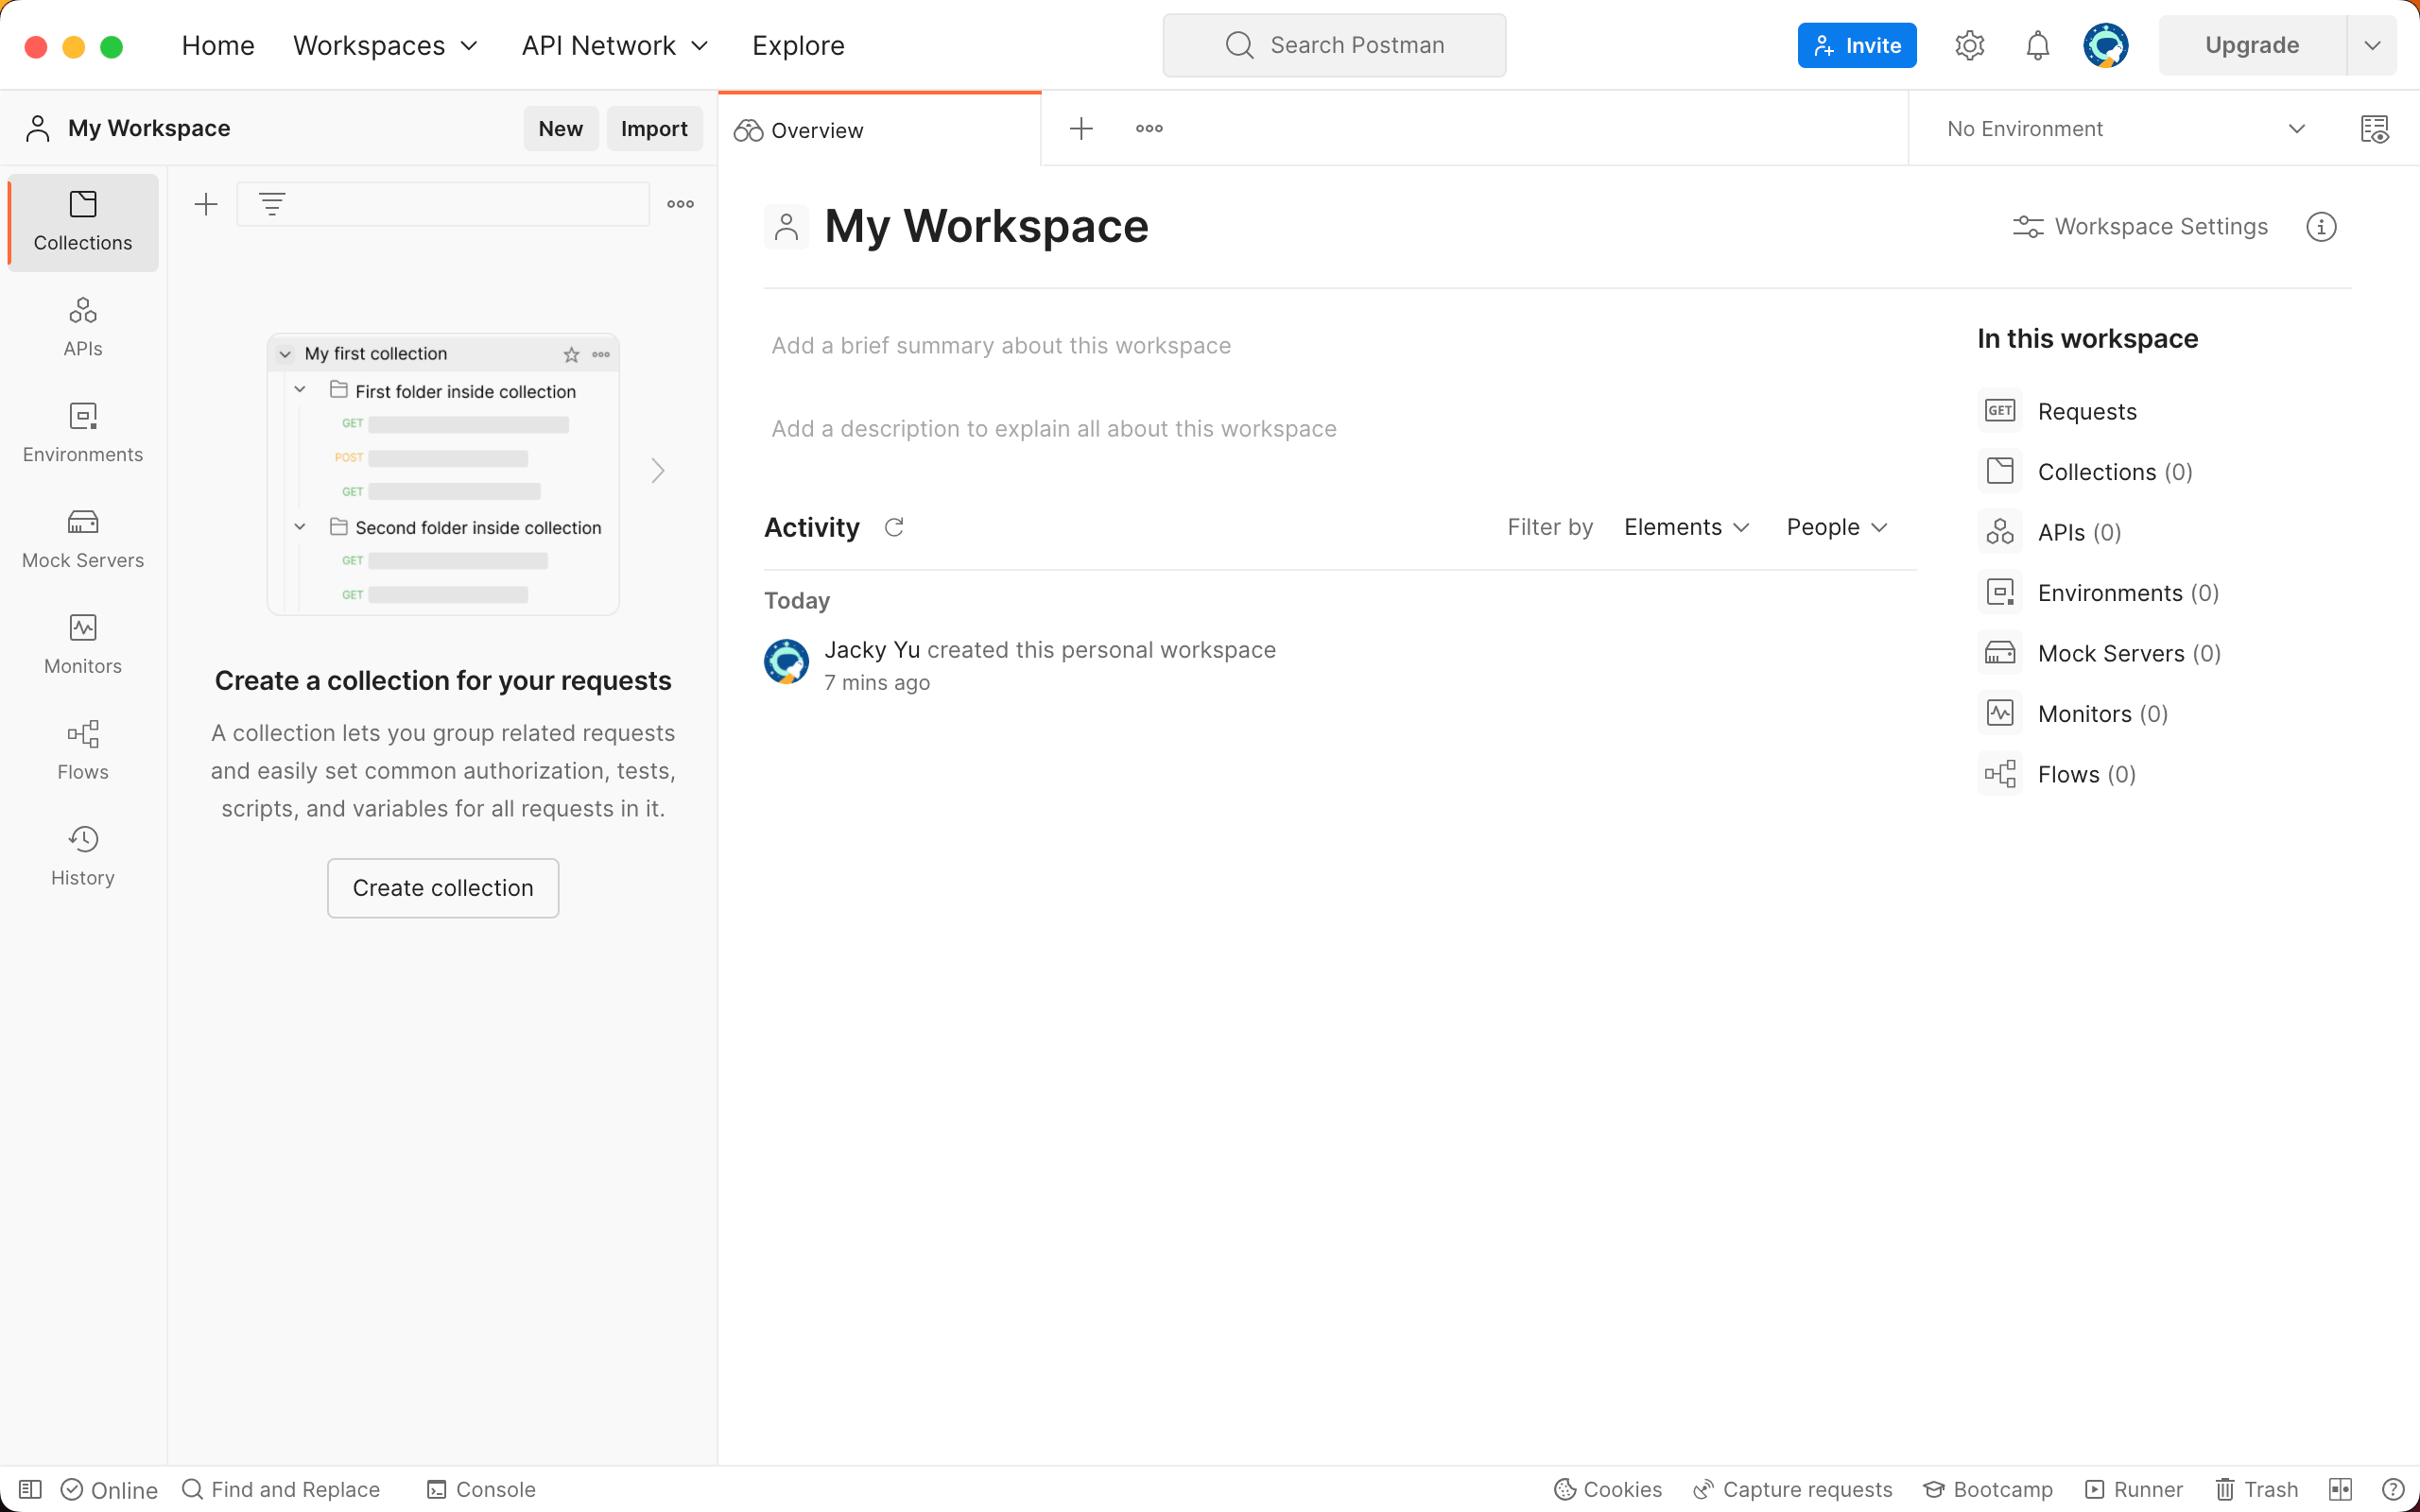 Home
Workspaces
API Network
Explore
Search Postman
Invite
Upgrade
My Workspace
New
Import
Overview
No Environment
Collections
APIs
Environments
Mock Servers
Monitors
Flows
History
My first collection
First folder inside collection
GET
POST
GET
Second folder inside collection
GET
GET
Create a collection for your requests
A collection lets you group related requests
and easily set common authorization, tests,
scripts, and variables for all requests in it.
Create collection
My Workspace
Workspace Settings
Add a brief summary about this workspace
Add a description to explain all about this workspace
Activity
Filter by
Elements
People
Today
Jacky Yu created this personal workspace
7 mins ago
In this workspace
GET Requests
Collections (0)
APIs (0)
Environments (0)
Mock Servers (0)
Monitors (0)
Flows (0)
Online
Find and Replace
Console
Cookies
Capture requests
Bootcamp
Runner
Trash